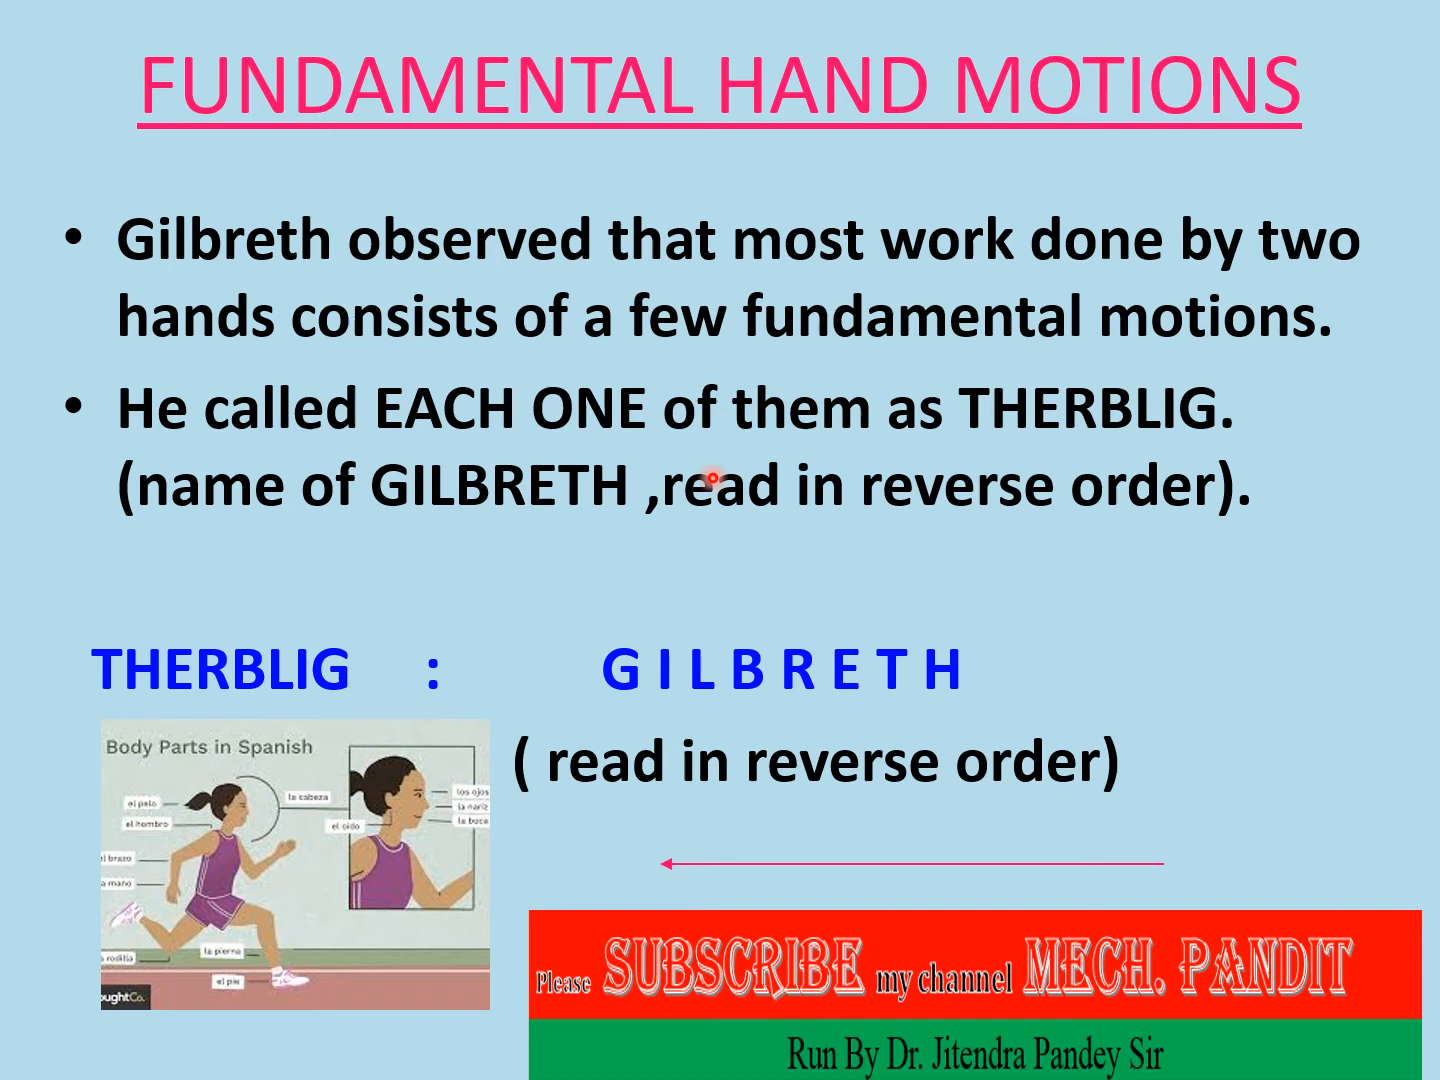 FUNDAMENTAL HAND MOTIONS
• Gilbreth observed that most work done by two
hands consists of a few fundamental motions.
• He called EACH ONE of them as THERBLIG.
(name of GILBRETH ,read in reverse order).
THERBLIG : G I L B R E T H
( read in reverse order)
Body Parts in Spanish
el pelo
la cabeza
los ojos
la nariz
la boca
el hombro
el oído
el brazo
a mano
la pierna
a rodilla
el pie
oughtCo.
Please SUBSCRIBE my channel MECH. PANDIT
Run By Dr. Jitendra Pandey Sir